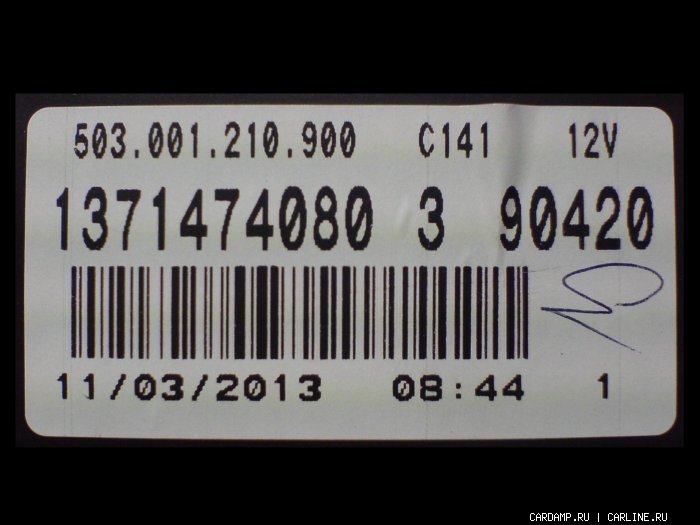 503.001.210.900 C141 12V
1371474080 3 90420
11/03/2013 08:44 1
CARDAMP.RU | CARLINE.RU